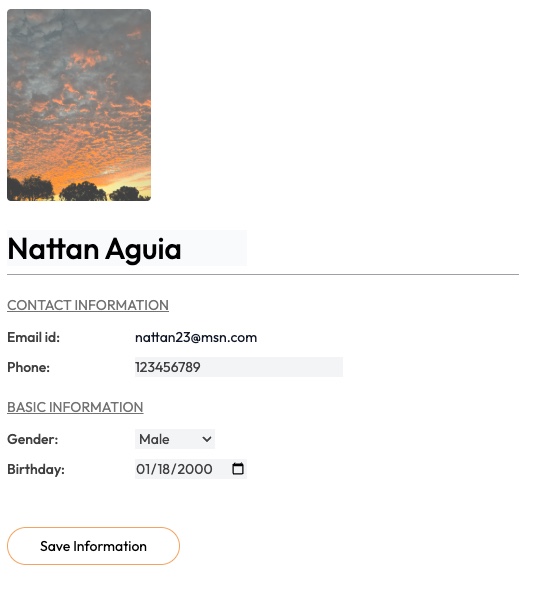 Nattan Aguia
CONTACT INFORMATION
Email id: nattan23@msn.com
Phone: 123456789
BASIC INFORMATION
Gender: Male
Birthday: 01/18/2000
Save Information